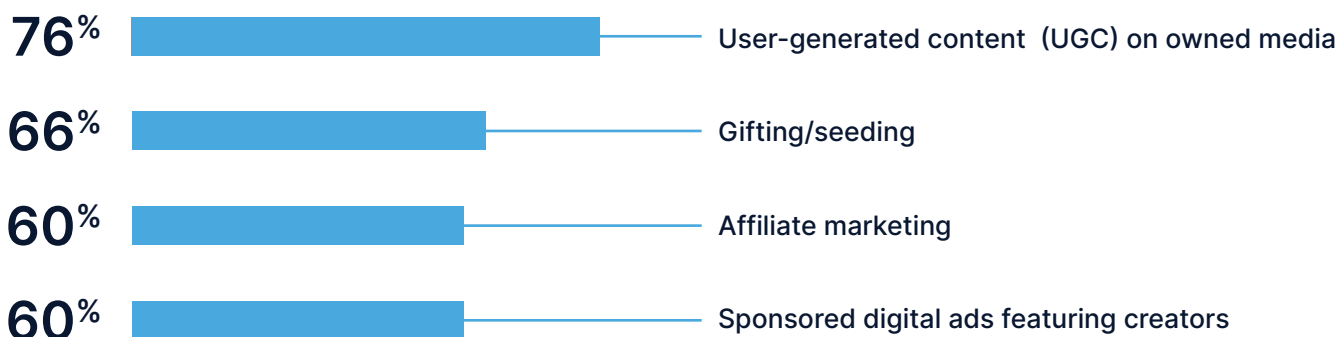 76% User-generated content  (UGC) on owned media
66% Gifting/seeding
60% Affiliate marketing
60% Sponsored digital ads featuring creators